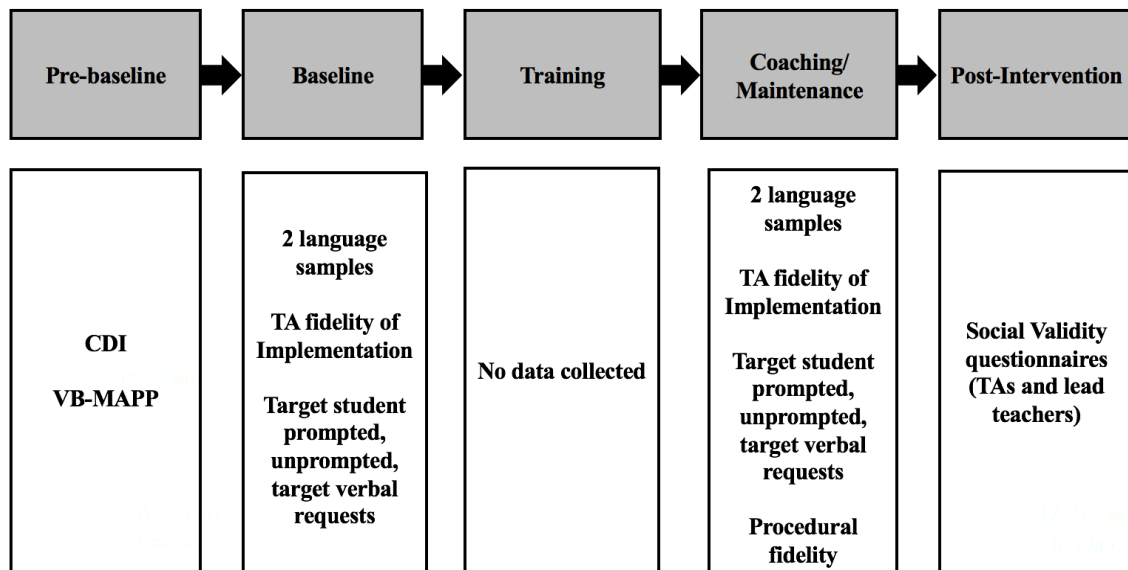 Pre-baseline
Baseline
Training
Coaching/
Maintenance
Post-Intervention
CDI
VB-MAPP
2 language
samples
TA fidelity of
Implementation
Target student
prompted,
unprompted,
target verbal
requests
No data collected
2 language
samples
TA fidelity of
Implementation
Target student
prompted,
unprompted,
target verbal
requests
Procedural
fidelity
Social Validity
questionnaires
(TAs and lead
teachers)